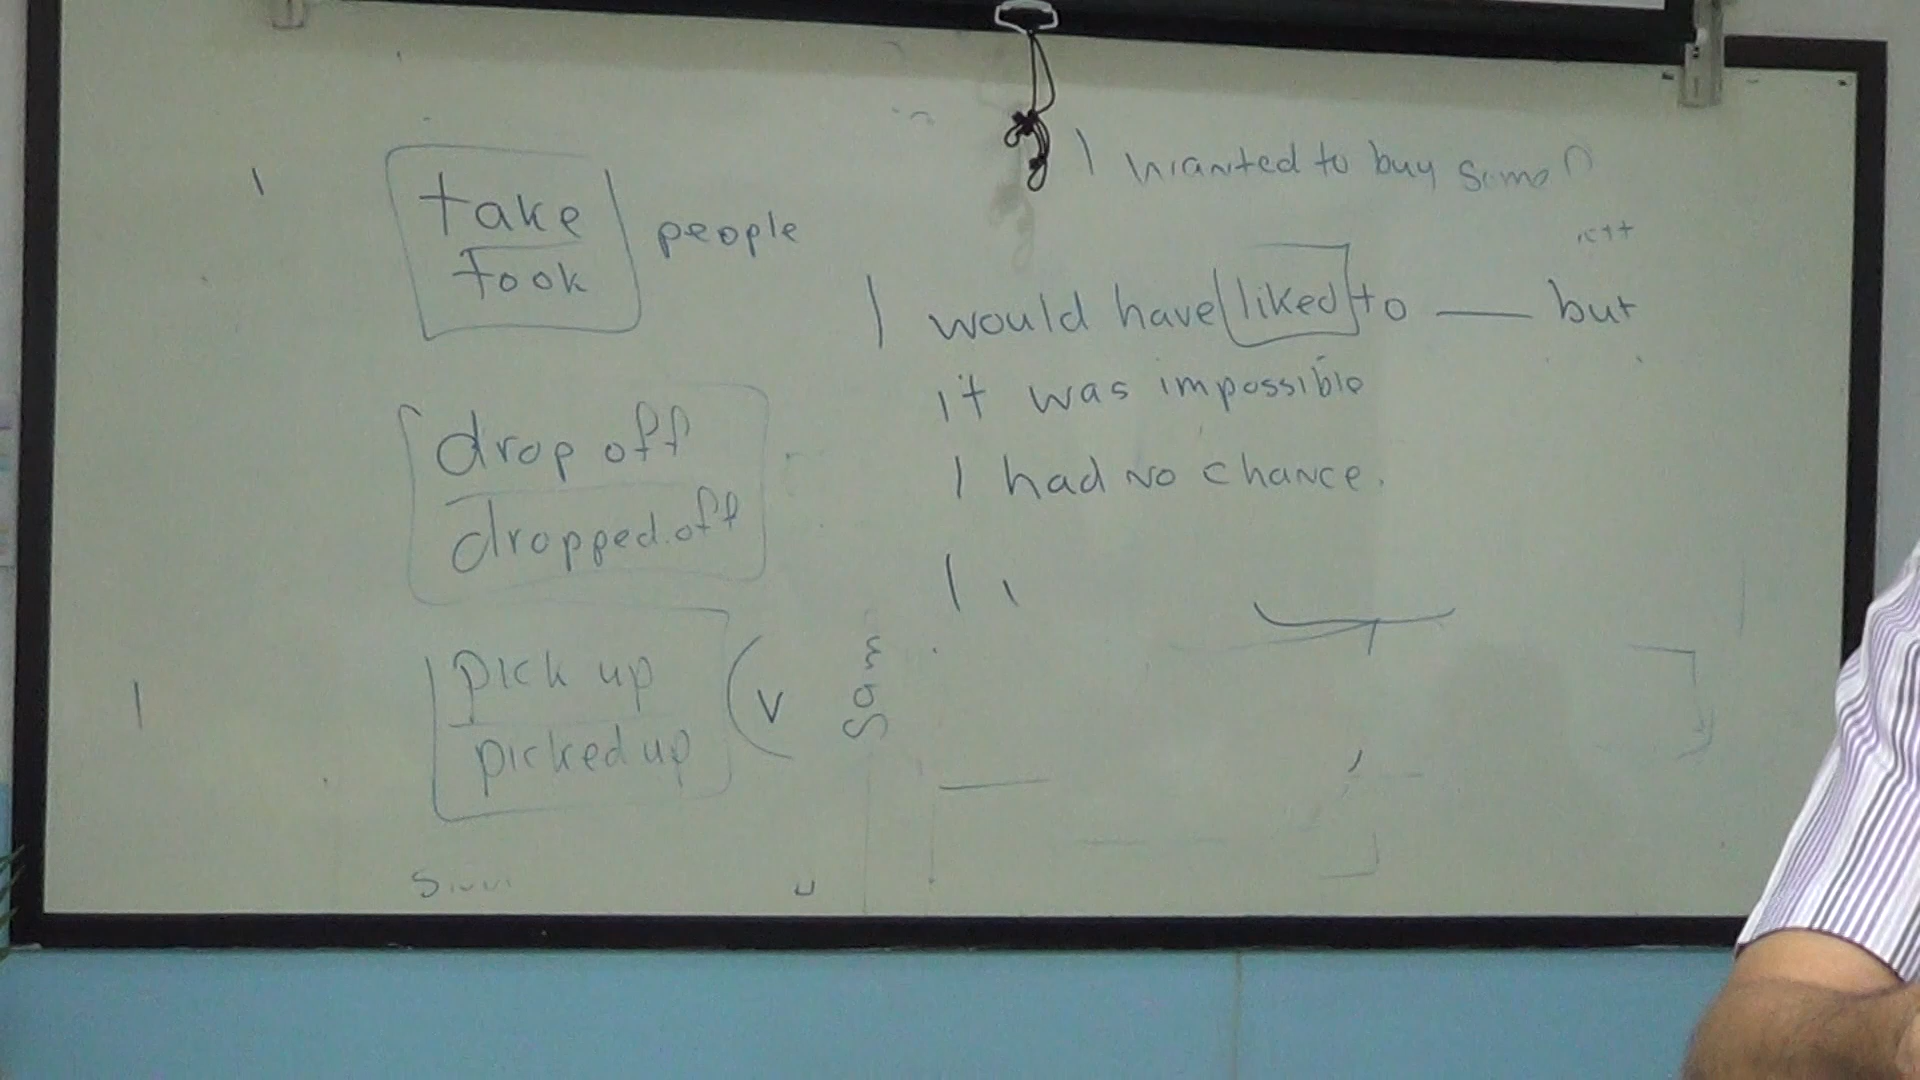 take people
took
drop off
dropped off
pick up
picked up
V
Sam
I wanted to buy some
I would have liked to ___ but
it was impossible
I had no chance.
I